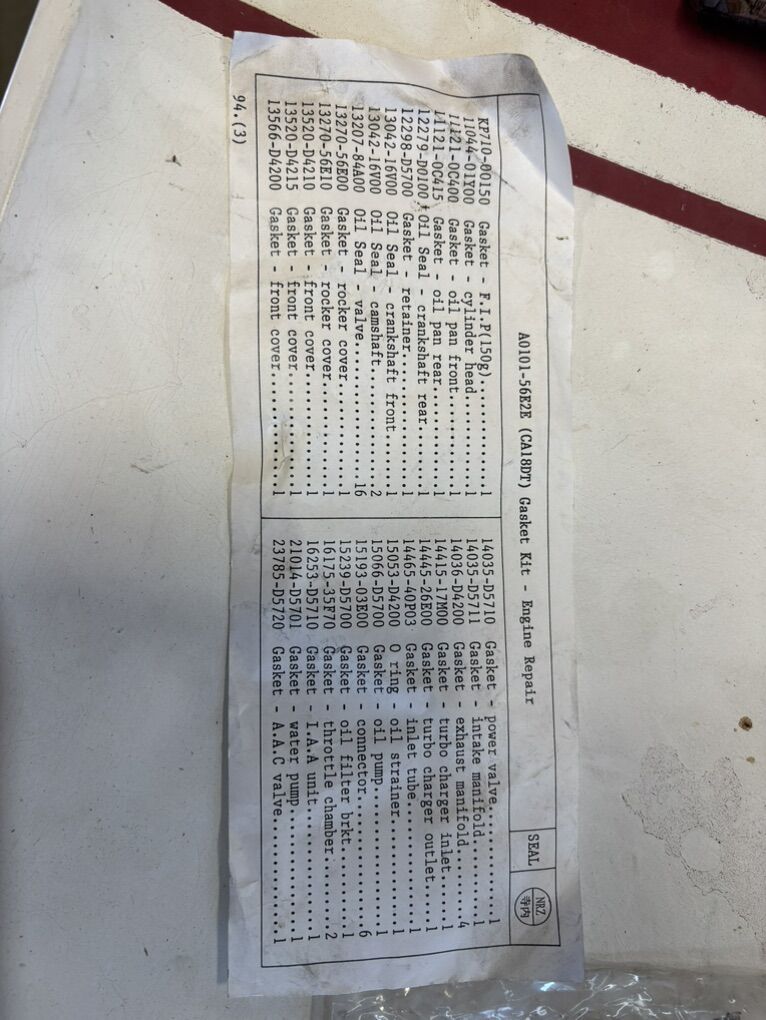 A0101-56E2E (CA18DT) Gasket Kit - Engine Repair
SEAL
NRZ
寺内
KP710-00150 Gasket - F.I.P(150g)..............1
11044-01Y00 Gasket - cylinder head............1
11121-0C400 Gasket - oil pan front............1
11121-0C415 Gasket - oil pan rear.............1
12279-D0100 Oil Seal - crankshaft rear........1
12298-D5700 Gasket - retainer.................1
13042-16V00 Oil Seal - crankshaft front.......1
13042-16V00 Oil Seal - camshaft...............2
13207-84A00 Oil Seal - valve.................16
13270-56E00 Gasket - rocker cover.............1
13270-56E10 Gasket - rocker cover.............1
13520-D4210 Gasket - front cover..............1
13520-D4215 Gasket - front cover..............1
13566-D4200 Gasket - front cover..............1
14035-D5710 Gasket - power valve..............1
14035-D5711 Gasket - intake manifold..........1
14036-D4200 Gasket - exhaust manifold.........4
14415-17M00 Gasket - turbo charger inlet......1
14445-26E00 Gasket - turbo charger outlet.....1
14465-40P03 Gasket - inlet tube...............1
15053-D4200 O ring - oil strainer.............1
15066-D5700 Gasket - oil pump.................1
15193-03E00 Gasket - connector................6
15239-D5700 Gasket - oil filter brkt..........1
16175-35F70 Gasket - throttle chamber.........2
16253-D5710 Gasket - I.A.A unit...............1
21014-D5701 Gasket - water pump...............1
23785-D5720 Gasket - A.A.C valve..............1
94.(3)